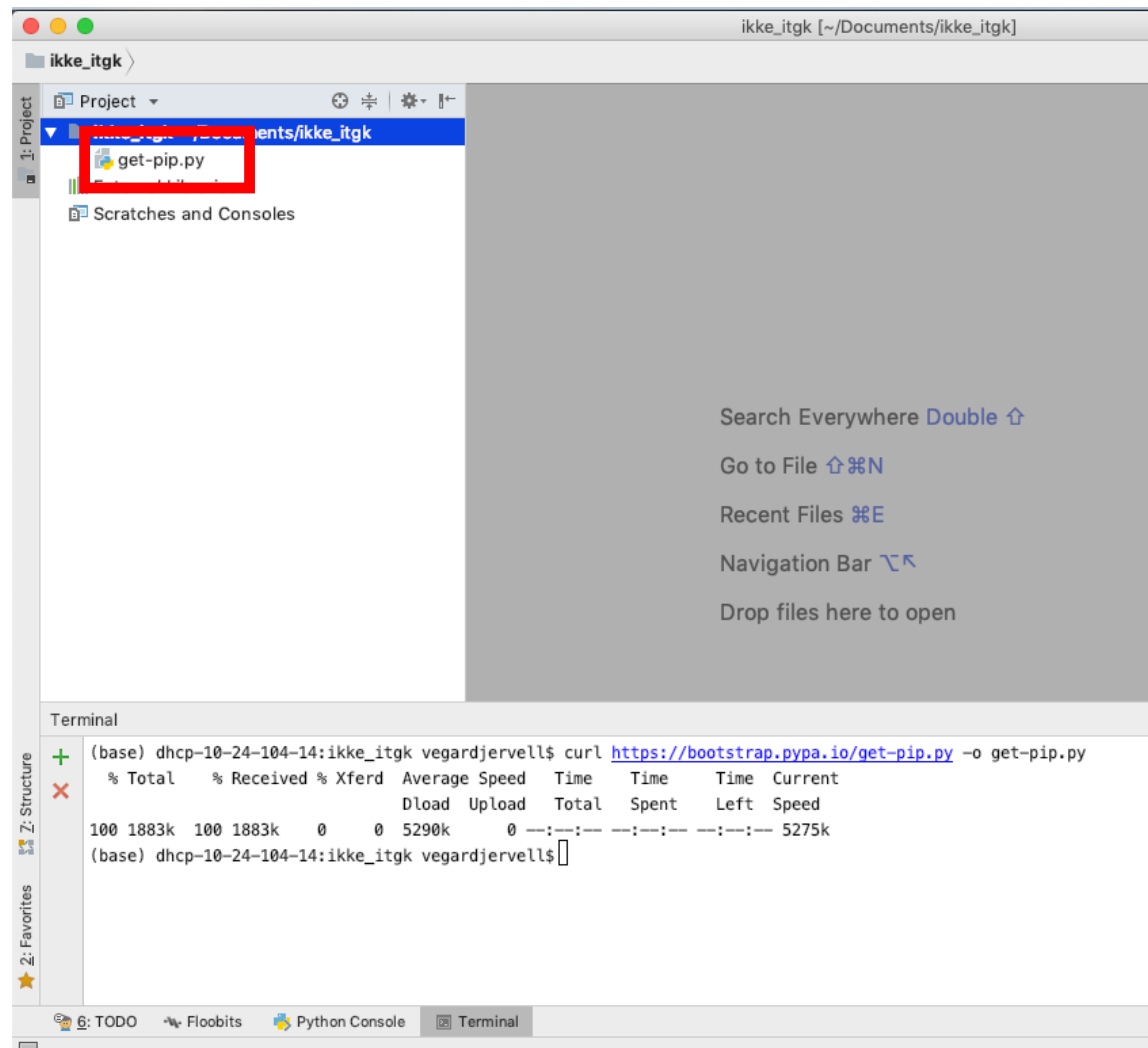 ikke_itgk [~/Documents/ikke_itgk]
ikke_itgk
Project
1: Project
ents/ikke_itgk
get-pip.py
Scratches and Consoles
Search Everywhere Double ⇧
Go to File ⇧⌘N
Recent Files ⌘E
Navigation Bar ⌥↖
Drop files here to open
Terminal
(base) dhcp-10-24-104-14:ikke_itgk vegardjervell$ curl https://bootstrap.pypa.io/get-pip.py -o get-pip.py
% Total % Received % Xferd Average Speed Time Time Time Current
Dload Upload Total Spent Left Speed
100 1883k 100 1883k 0 0 5290k 0 --:--:-- --:--:-- --:--:-- 5275k
(base) dhcp-10-24-104-14:ikke_itgk vegardjervell$
Z: Structure
2: Favorites
6: TODO Floobits Python Console Terminal